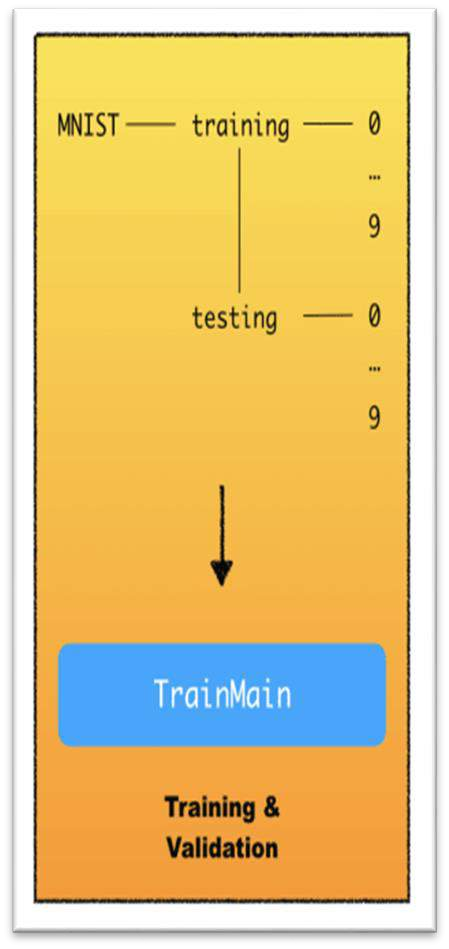 MNIST training 0
…
9
testing 0
…
9
TrainMain
Training &
Validation